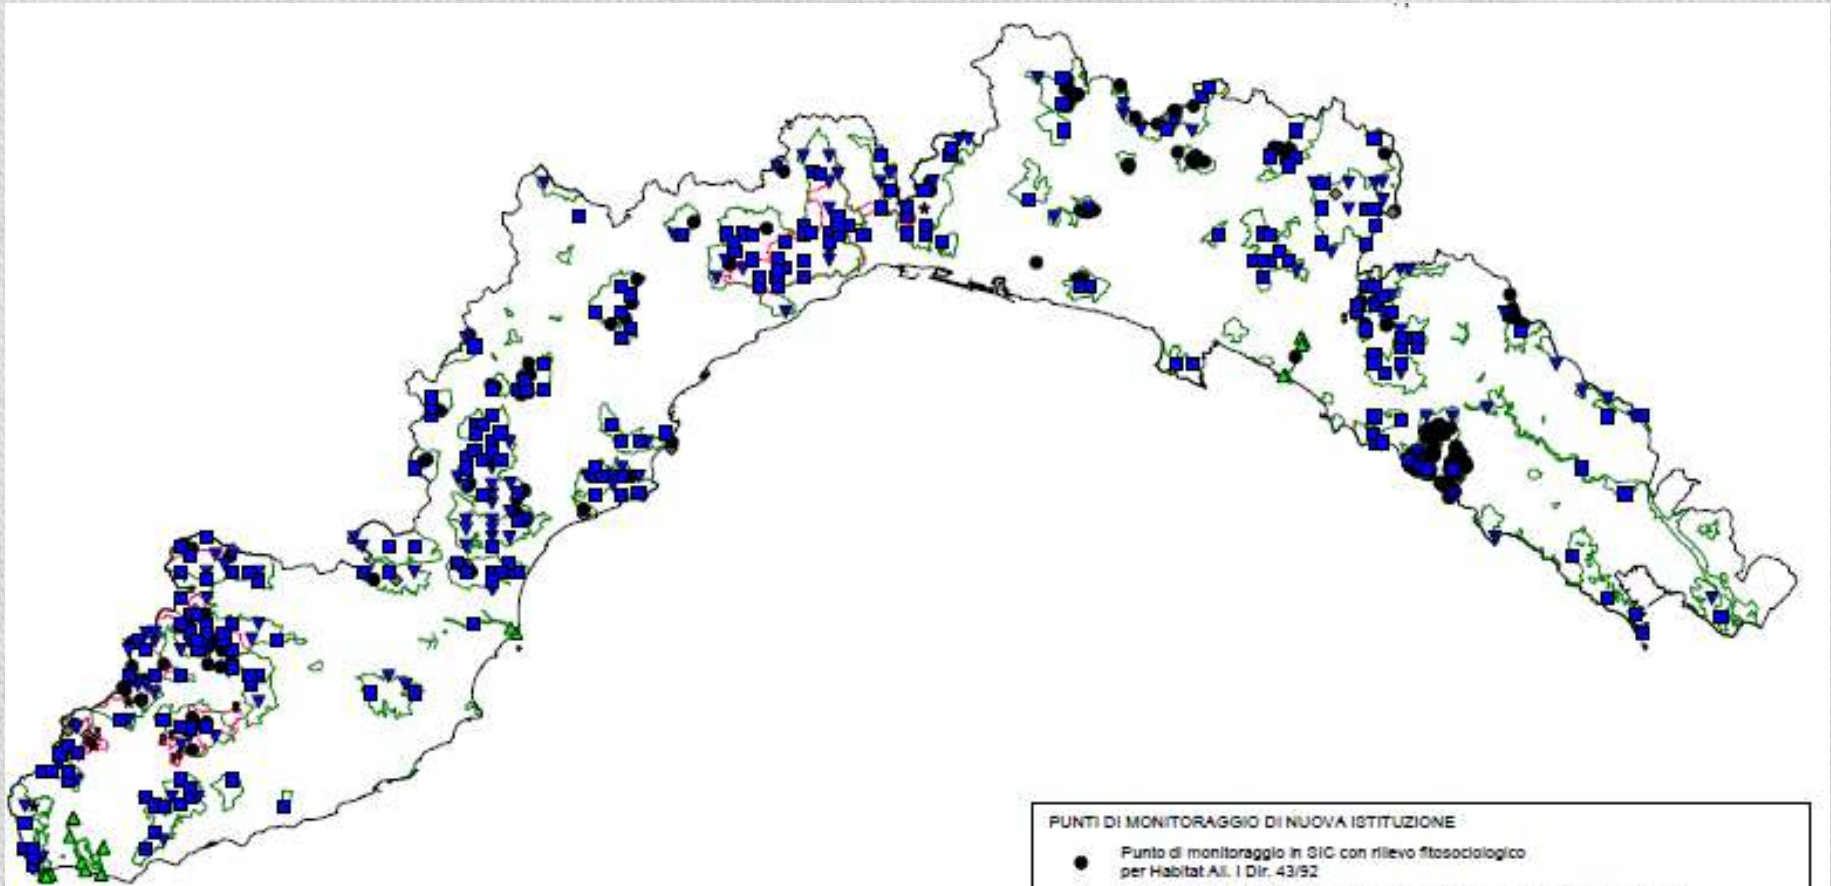 PUNTI DI MONITORAGGIO DI NUOVA ISTITUZIONE
Punto di monitoraggio in SIC con rilievo fitosociologico
per Habitat All. I Dir. 43/92